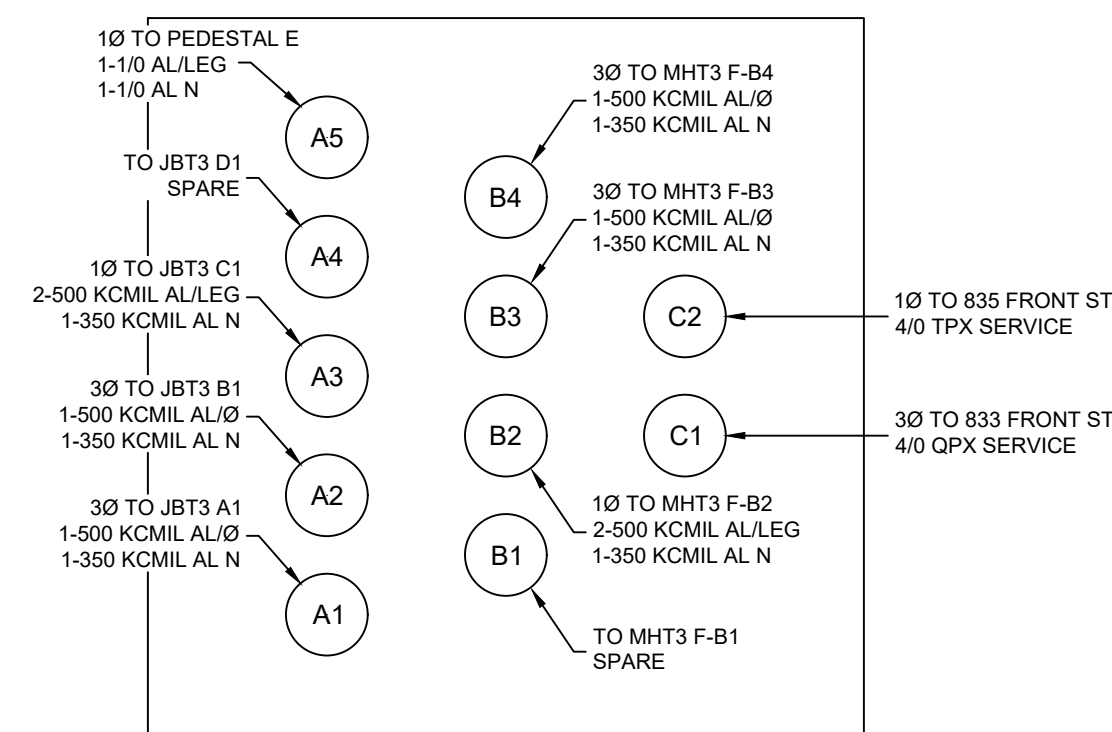 1Ø TO PEDESTAL E
1-1/0 AL/LEG
1-1/0 AL N
A5
TO JBT3 D1
SPARE
A4
1Ø TO JBT3 C1
2-500 KCMIL AL/LEG
1-350 KCMIL AL N
A3
3Ø TO JBT3 B1
1-500 KCMIL AL/Ø
1-350 KCMIL AL N
A2
3Ø TO JBT3 A1
1-500 KCMIL AL/Ø
1-350 KCMIL AL N
A1
3Ø TO MHT3 F-B4
1-500 KCMIL AL/Ø
1-350 KCMIL AL N
B4
3Ø TO MHT3 F-B3
1-500 KCMIL AL/Ø
1-350 KCMIL AL N
B3
B2
1Ø TO MHT3 F-B2
2-500 KCMIL AL/LEG
1-350 KCMIL AL N
B1
TO MHT3 F-B1
SPARE
C2
1Ø TO 835 FRONT ST
4/0 TPX SERVICE
C1
3Ø TO 833 FRONT ST
4/0 QPX SERVICE